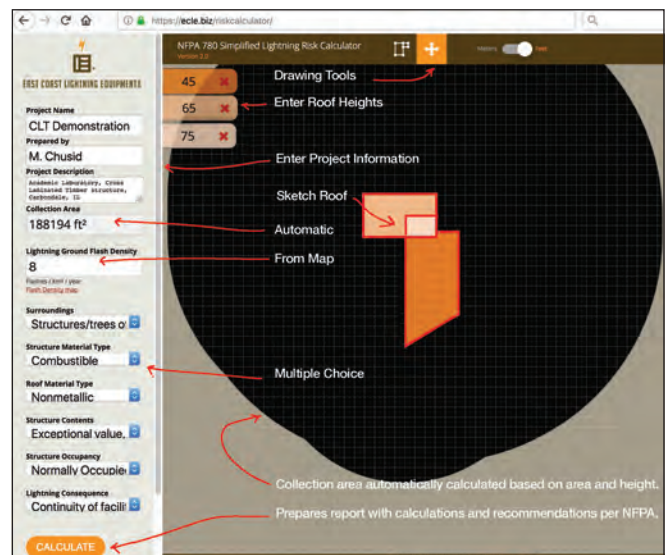 https://ecle.biz/riskcalculator/
EAST COAST LIGHTNING EQUIPMENT®
NFPA 780 Simplified Lightning Risk Calculator
Meters
Feet
45
65
75
Drawing Tools
Enter Roof Heights
Enter Project Information
Sketch Roof
Automatic
From Map
Multiple Choice
Collection area automatically calculated based on area and height.
Prepares report with calculations and recommendations per NFPA.
Project Name
CLT Demonstration
Prepared by
M. Chusid
Project Description
Academic Laboratory, Cross
Laminated Timber structure,
Carbondale, IL
Collection Area
188194 ft²
Lightning Ground Flash Density
8
Flashes / km² / year
Flash Density map
Surroundings
Structures/trees o
Structure Material Type
Combustible
Roof Material Type
Nonmetallic
Structure Contents
Exceptional value,
Structure Occupancy
Normally Occupie
Lightning Consequence
Continuity of facili
CALCULATE